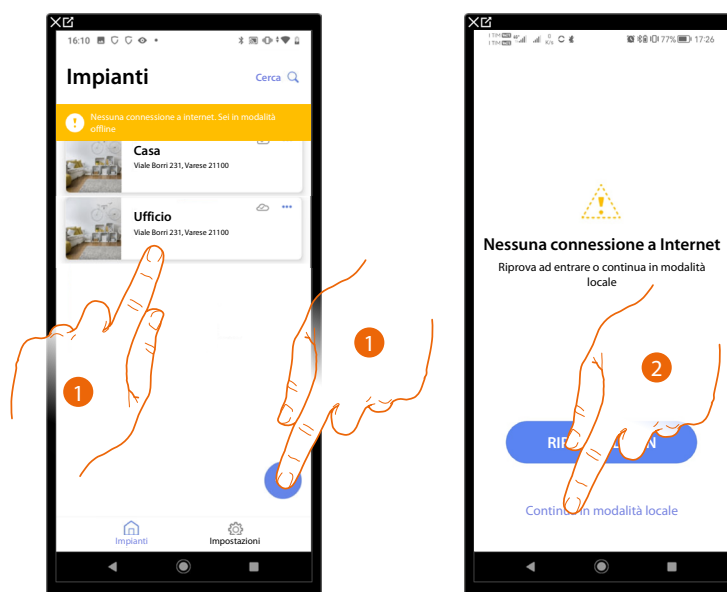 16:10
Impianti
Cerca
Nessuna connessione a internet. Sei in modalità
offline
Casa
Viale Borri 231, Varese 21100
Ufficio
Viale Borri 231, Varese 21100
1
1
Impianti
Impostazioni
77% 17:26
Nessuna connessione a Internet
Riprova ad entrare o continua in modalità
locale
2
Continua in modalità locale